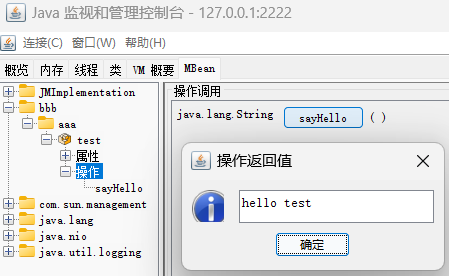 Java 监视和管理控制台 - 127.0.0.1:2222
连接(C) 窗口(W) 帮助(H)
概览 内存 线程 类 VM 概要 MBean
JMImplementation
bbb
aaa
test
属性
操作
sayHello
com.sun.management
java.lang
java.nio
java.util.logging
操作调用
java.lang.String sayHello ( )
操作返回值
hello test
确定